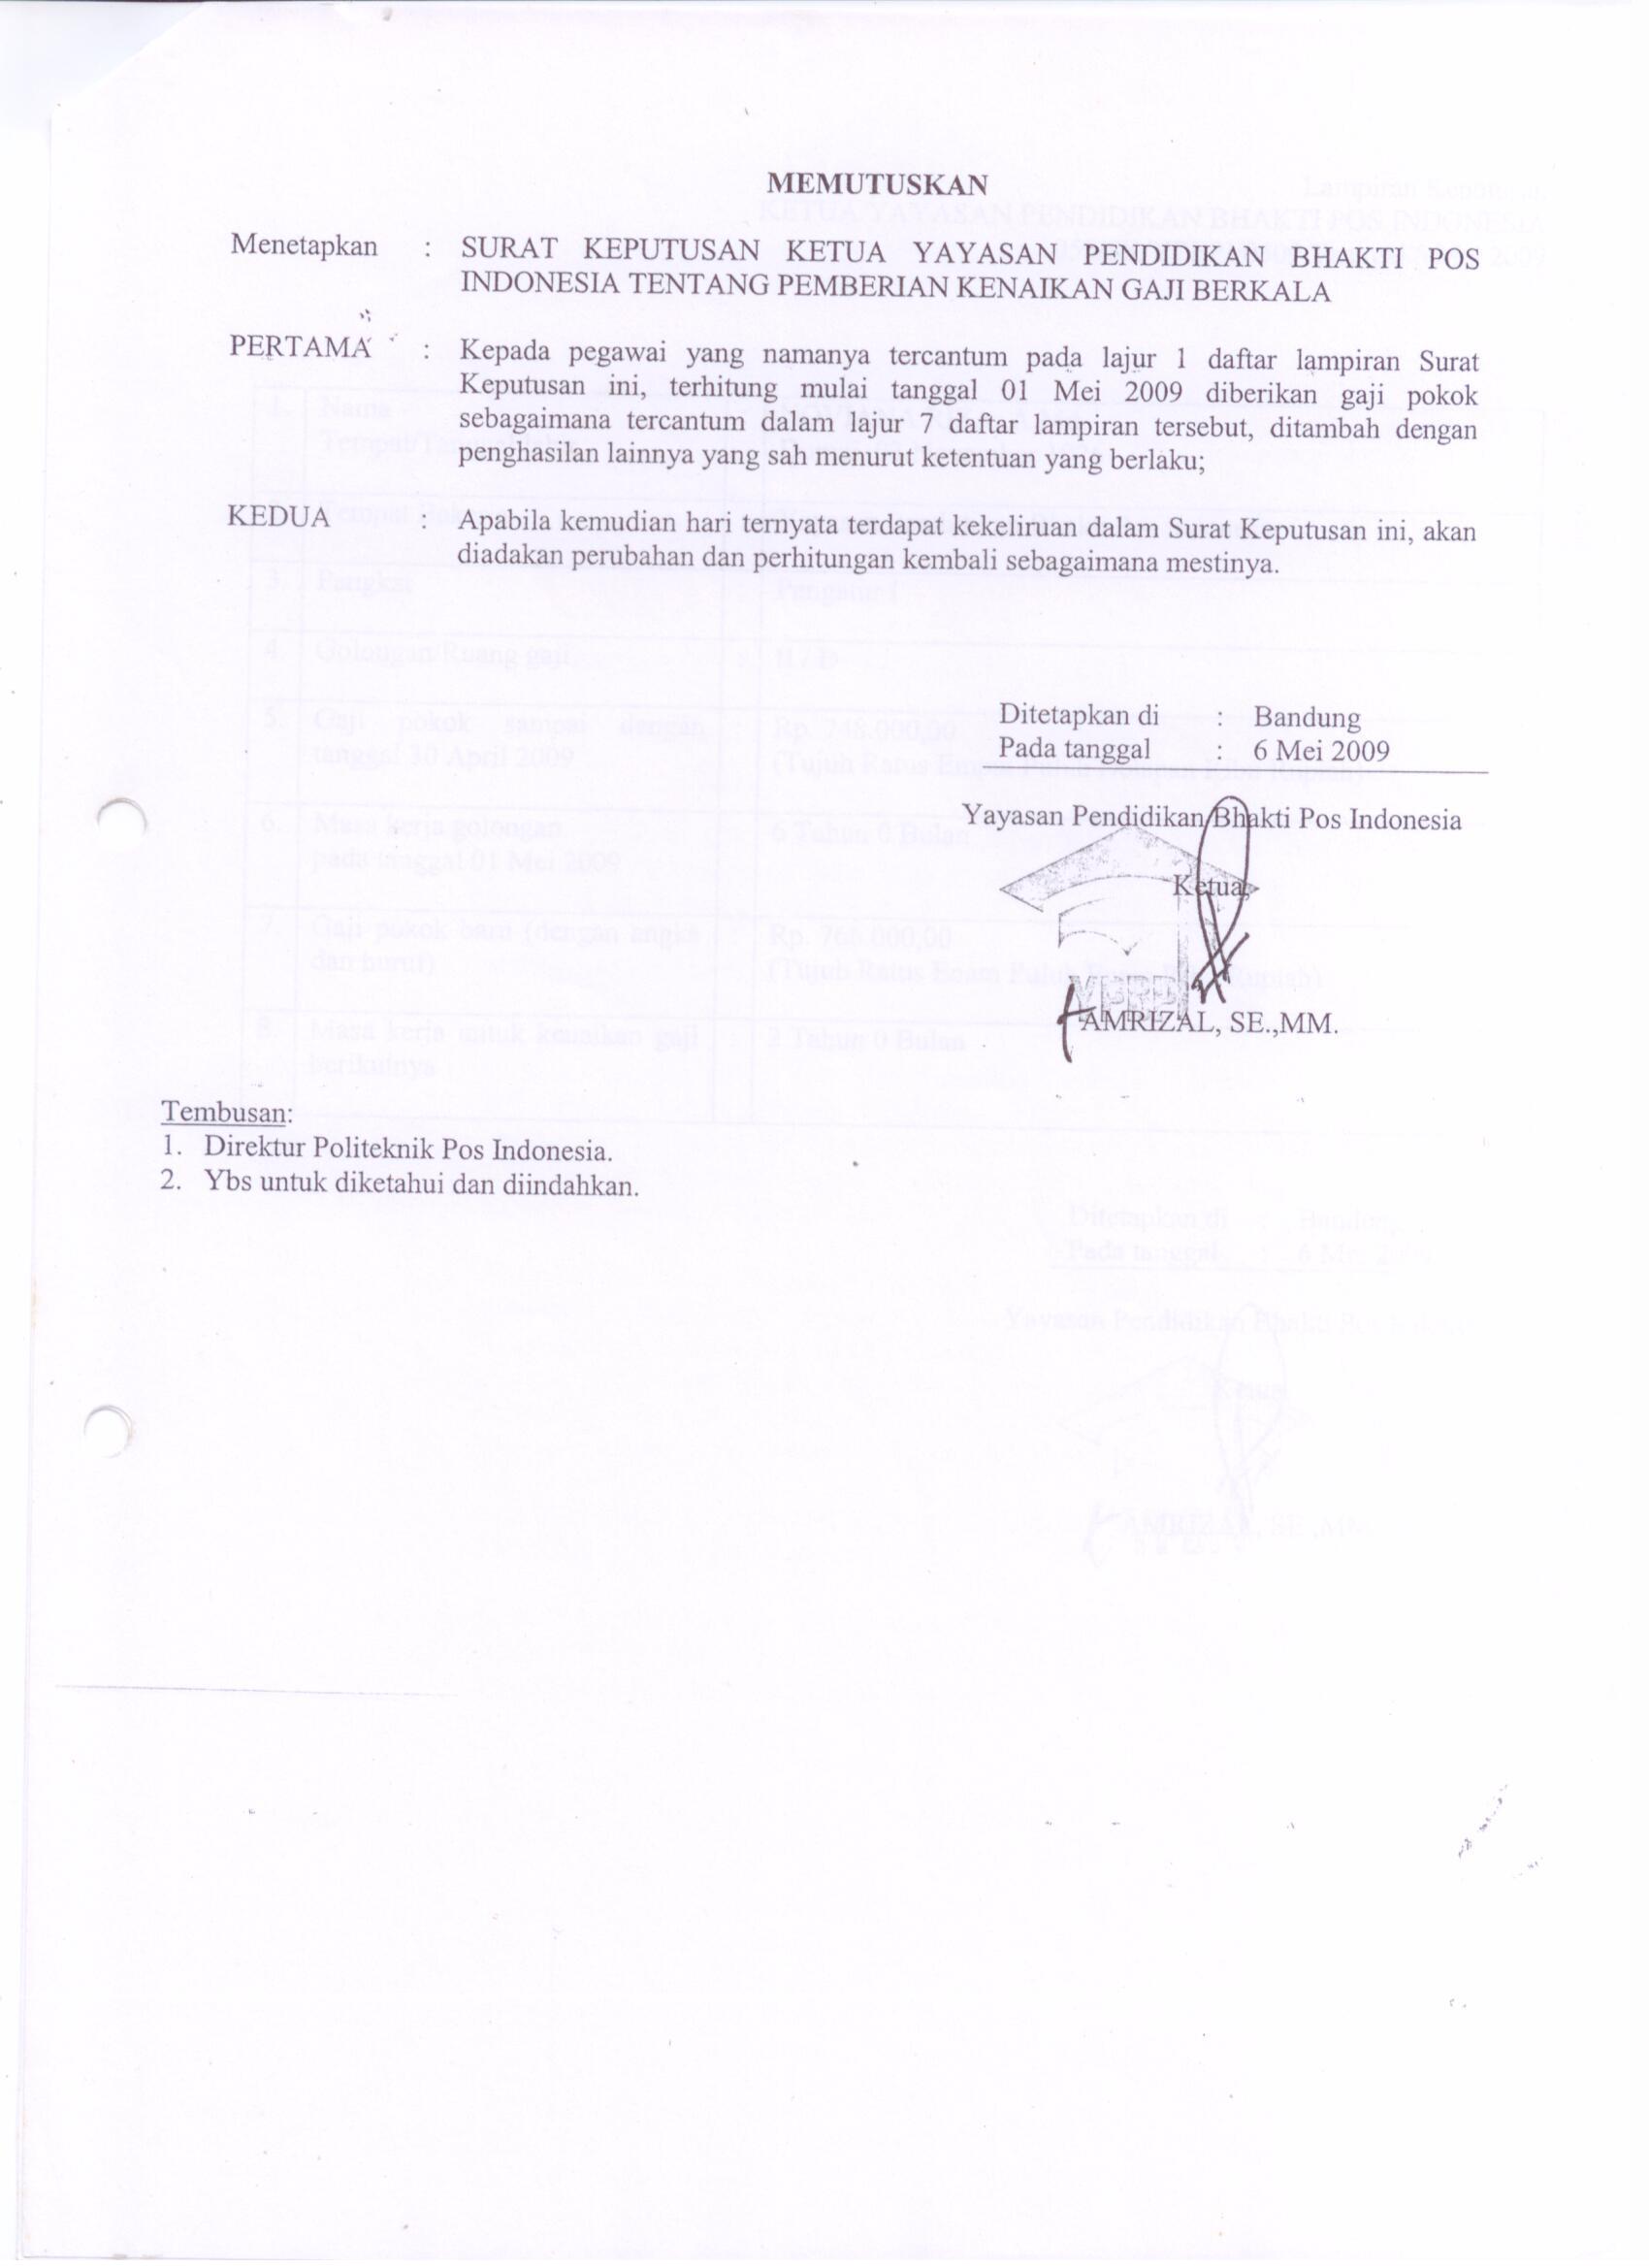 MEMUTUSKAN
Menetapkan : SURAT KEPUTUSAN KETUA YAYASAN PENDIDIKAN BHAKTI POS
INDONESIA TENTANG PEMBERIAN KENAIKAN GAJI BERKALA
PERTAMA : Kepada pegawai yang namanya tercantum pada lajur 1 daftar lampiran Surat
Keputusan ini, terhitung mulai tanggal 01 Mei 2009 diberikan gaji pokok
sebagaimana tercantum dalam lajur 7 daftar lampiran tersebut, ditambah dengan
penghasilan lainnya yang sah menurut ketentuan yang berlaku;
KEDUA : Apabila kemudian hari ternyata terdapat kekeliruan dalam Surat Keputusan ini, akan
diadakan perubahan dan perhitungan kembali sebagaimana mestinya.
Ditetapkan di : Bandung
Pada tanggal : 6 Mei 2009
Yayasan Pendidikan Bhakti Pos Indonesia
Ketua,
YPBPI
AMRIZAL, SE.,MM.
Tembusan:
1. Direktur Politeknik Pos Indonesia.
2. Ybs untuk diketahui dan diindahkan.